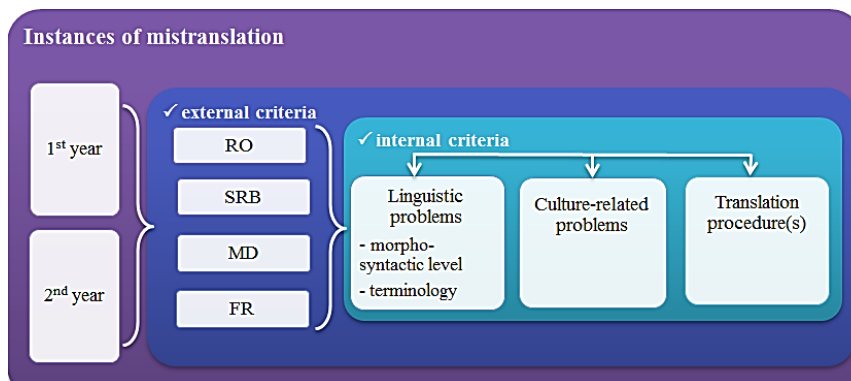 Instances of mistranslation
1st year
2nd year
✓ external criteria
RO
SRB
MD
FR
✓ internal criteria
Linguistic
problems
- morpho-
syntactic level
- terminology
Culture-related
problems
Translation
procedure(s)